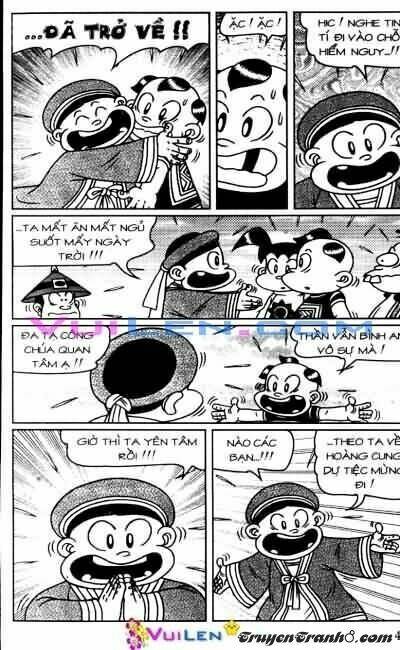 ...ĐÃ TRỞ VỀ !!
ẶC! ẶC!
HIC! NGHE TIN
TÍ ĐI VÀO CHỖ
HIỂM NGUY...!!
...TA MẤT ĂN MẤT NGỦ
SUỐT MẤY NGÀY
TRỜI !!!
VUILEN.COM
ĐA TẠ CÔNG
CHÚA QUAN
TÂM Ạ !!
THẦN VẪN BÌNH AN
VÔ SỰ MÀ !
GIỜ THÌ TA YÊN TÂM
RỒI !!!
NÀO CÁC
BẠN...!!!
...THEO TA VỀ
HOÀNG CUNG
DỰ TIỆC MỪNG
ĐI !
VUILEN
TruyenTranh8.com
4